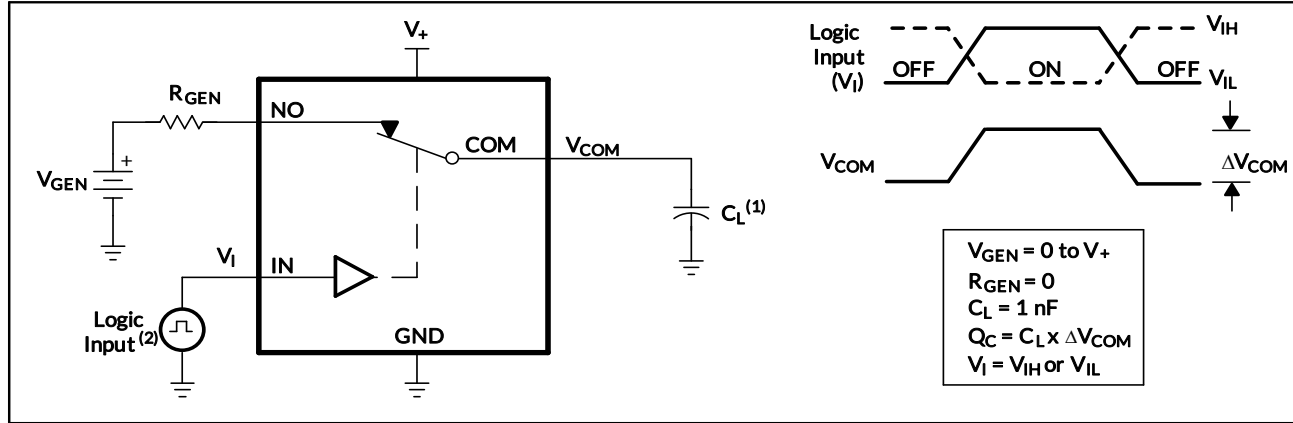 V+
RGEN
NO
COM
VCOM
VGEN
+
CL(1)
VI
IN
Logic
Input(2)
GND
Logic
Input
(VI)
OFF
ON
OFF
VIH
VIL
VCOM
ΔVCOM
VGEN = 0 to V+
RGEN = 0
CL = 1 nF
QC = CL x ΔVCOM
VI = VIH or VIL